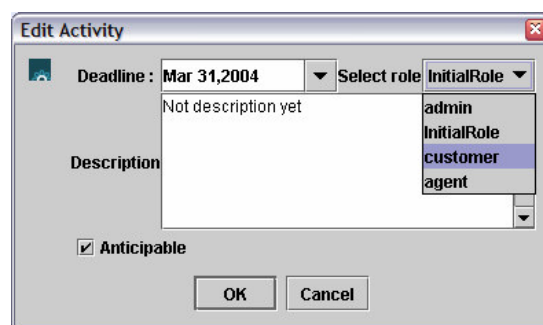 Edit Activity
Deadline : Mar 31,2004 Select role InitialRole
Not description yet
admin
InitialRole
customer
agent
Description
Anticipable
OK Cancel